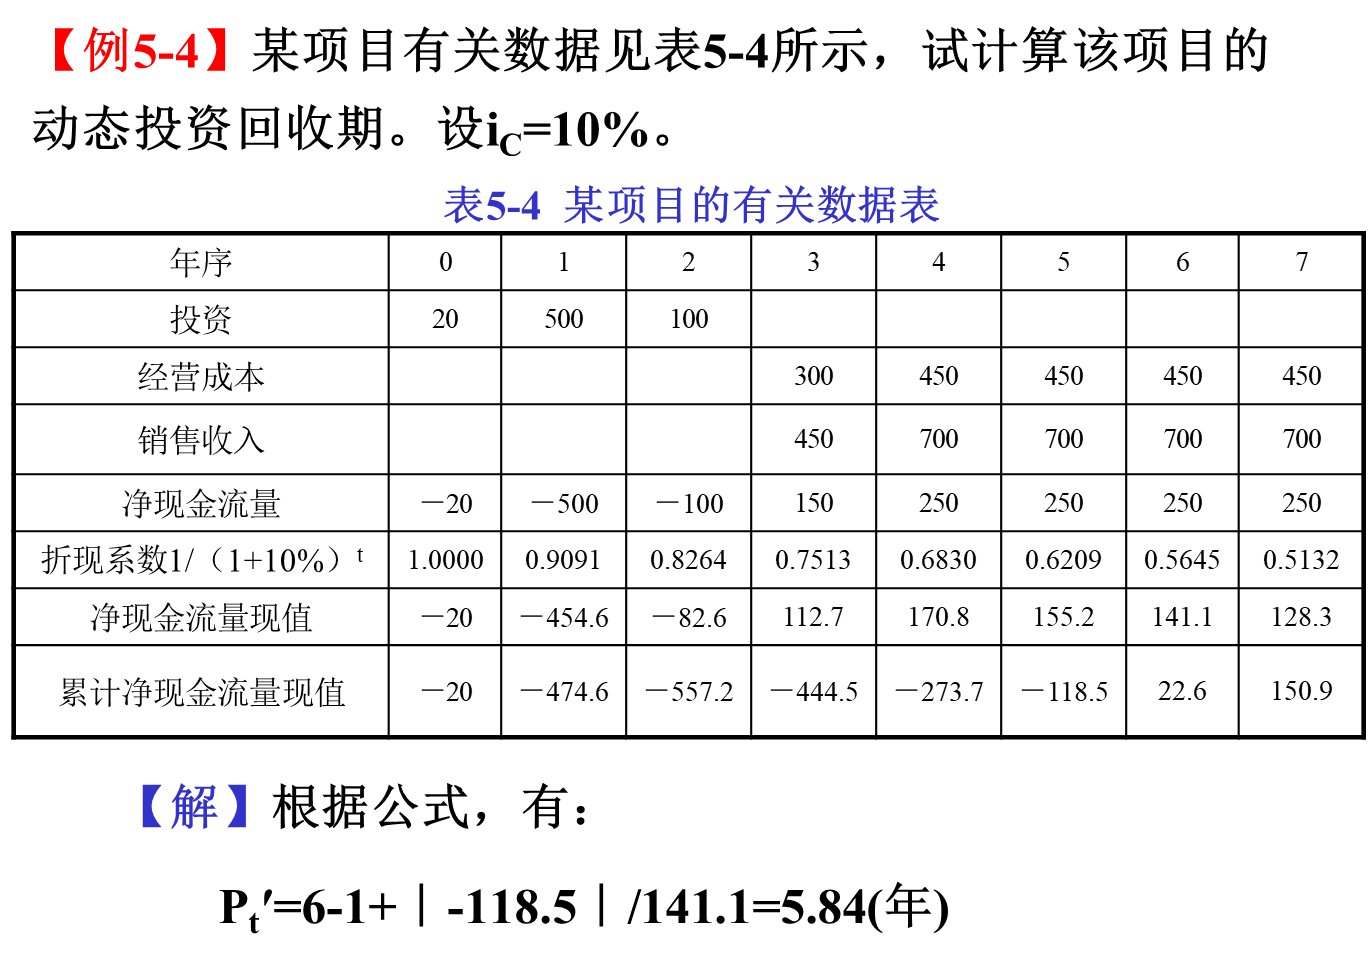 【例5-4】某项目有关数据见表5-4所示，试计算该项目的
动态投资回收期。设iC=10%。
表5-4 某项目的有关数据表
年序 0 1 2 3 4 5 6 7
投资 20 500 100
经营成本 300 450 450 450 450
销售收入 450 700 700 700 700
净现金流量 －20 －500 －100 150 250 250 250 250
折现系数1/（1+10%）t 1.0000 0.9091 0.8264 0.7513 0.6830 0.6209 0.5645 0.5132
净现金流量现值 －20 －454.6 －82.6 112.7 170.8 155.2 141.1 128.3
累计净现金流量现值 －20 －474.6 －557.2 －444.5 －273.7 －118.5 22.6 150.9
【解】根据公式，有：
Pt′=6-1+︱-118.5︱/141.1=5.84(年)